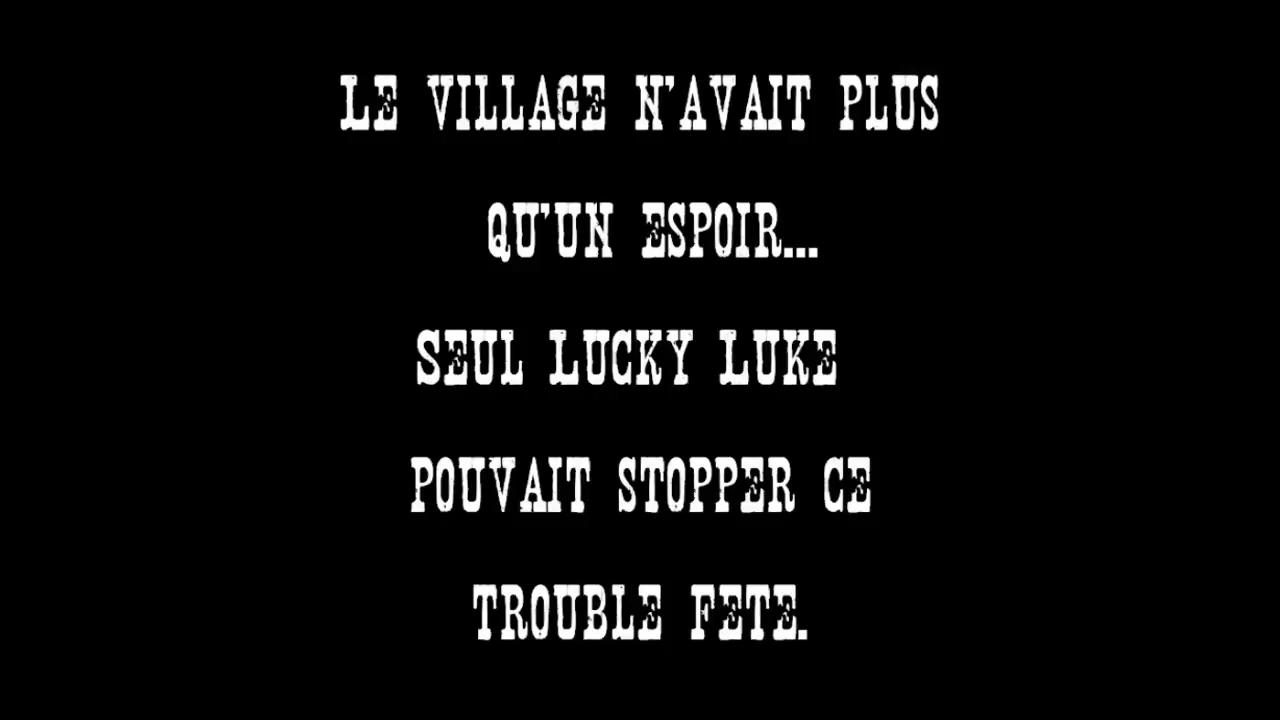 LE VILLAGE N'AVAIT PLUS
QU'UN ESPOIR...
SEUL LUCKY LUKE
POUVAIT STOPPER CE
TROUBLE FETE.